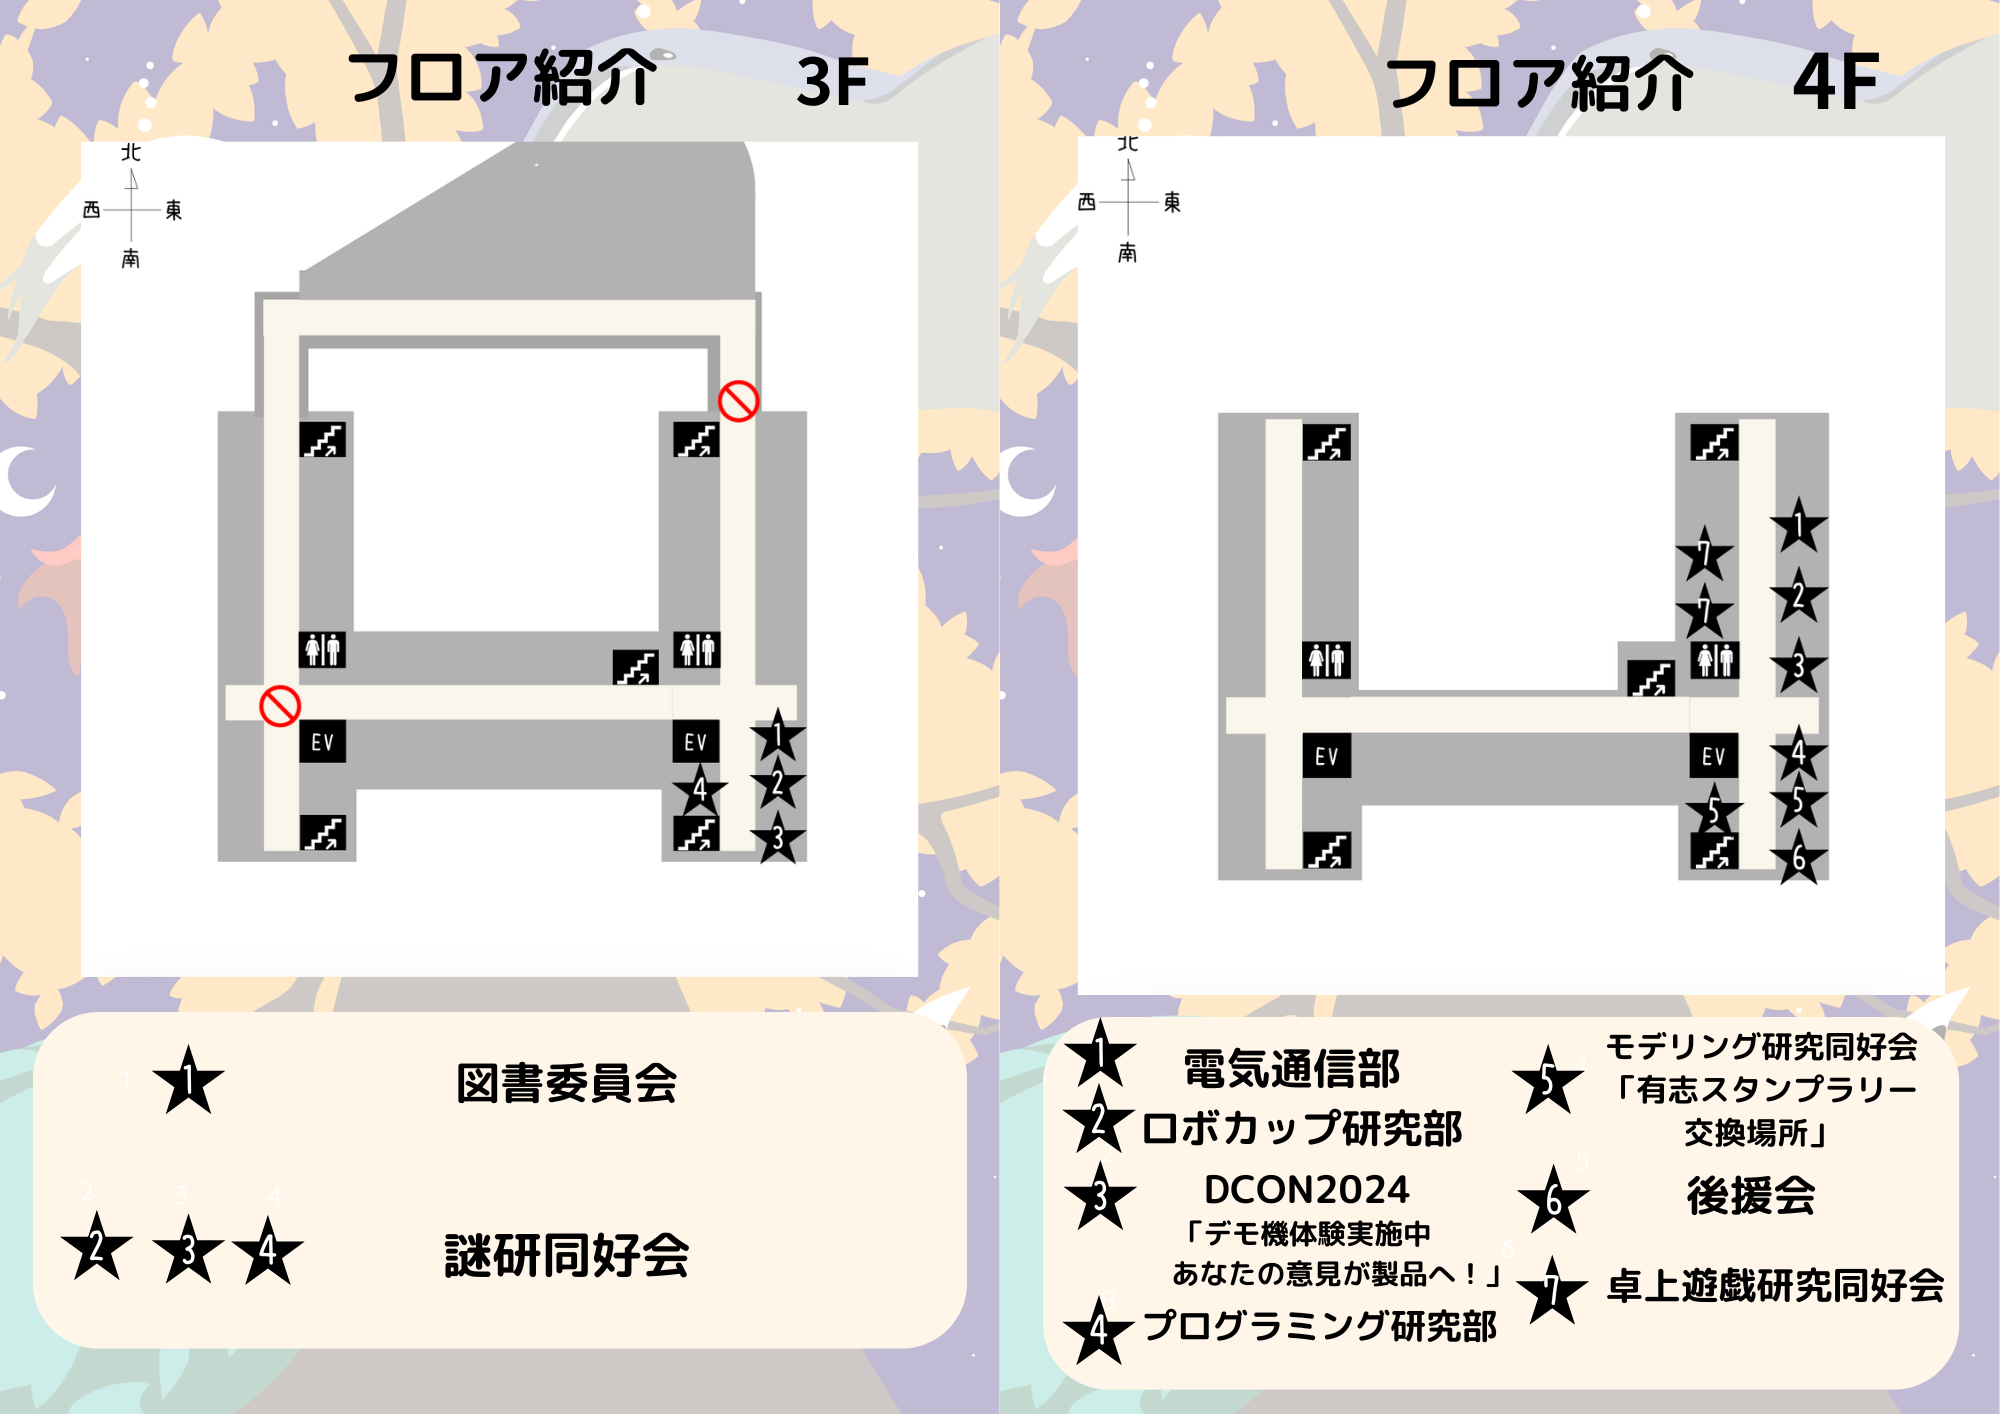 フロア紹介 3F
北
西 東
南
EV
EV
1
2
4
3
1
図書委員会
2 3 4
謎研同好会
フロア紹介 4F
北
西 東
南
1
7
2
7
3
EV
EV
4
5
5
6
1
電気通信部
2
ロボカップ研究部
3
DCON2024
「デモ機体験実施中
あなたの意見が製品へ！」
4
プログラミング研究部
5
モデリング研究同好会
「有志スタンプラリー
交換場所」
6
後援会
7
卓上遊戯研究同好会